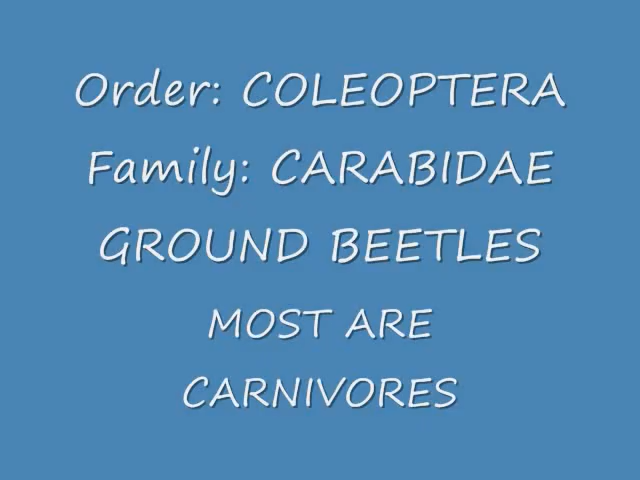 Order: COLEOPTERA
Family: CARABIDAE
GROUND BEETLES
MOST ARE
CARNIVORES